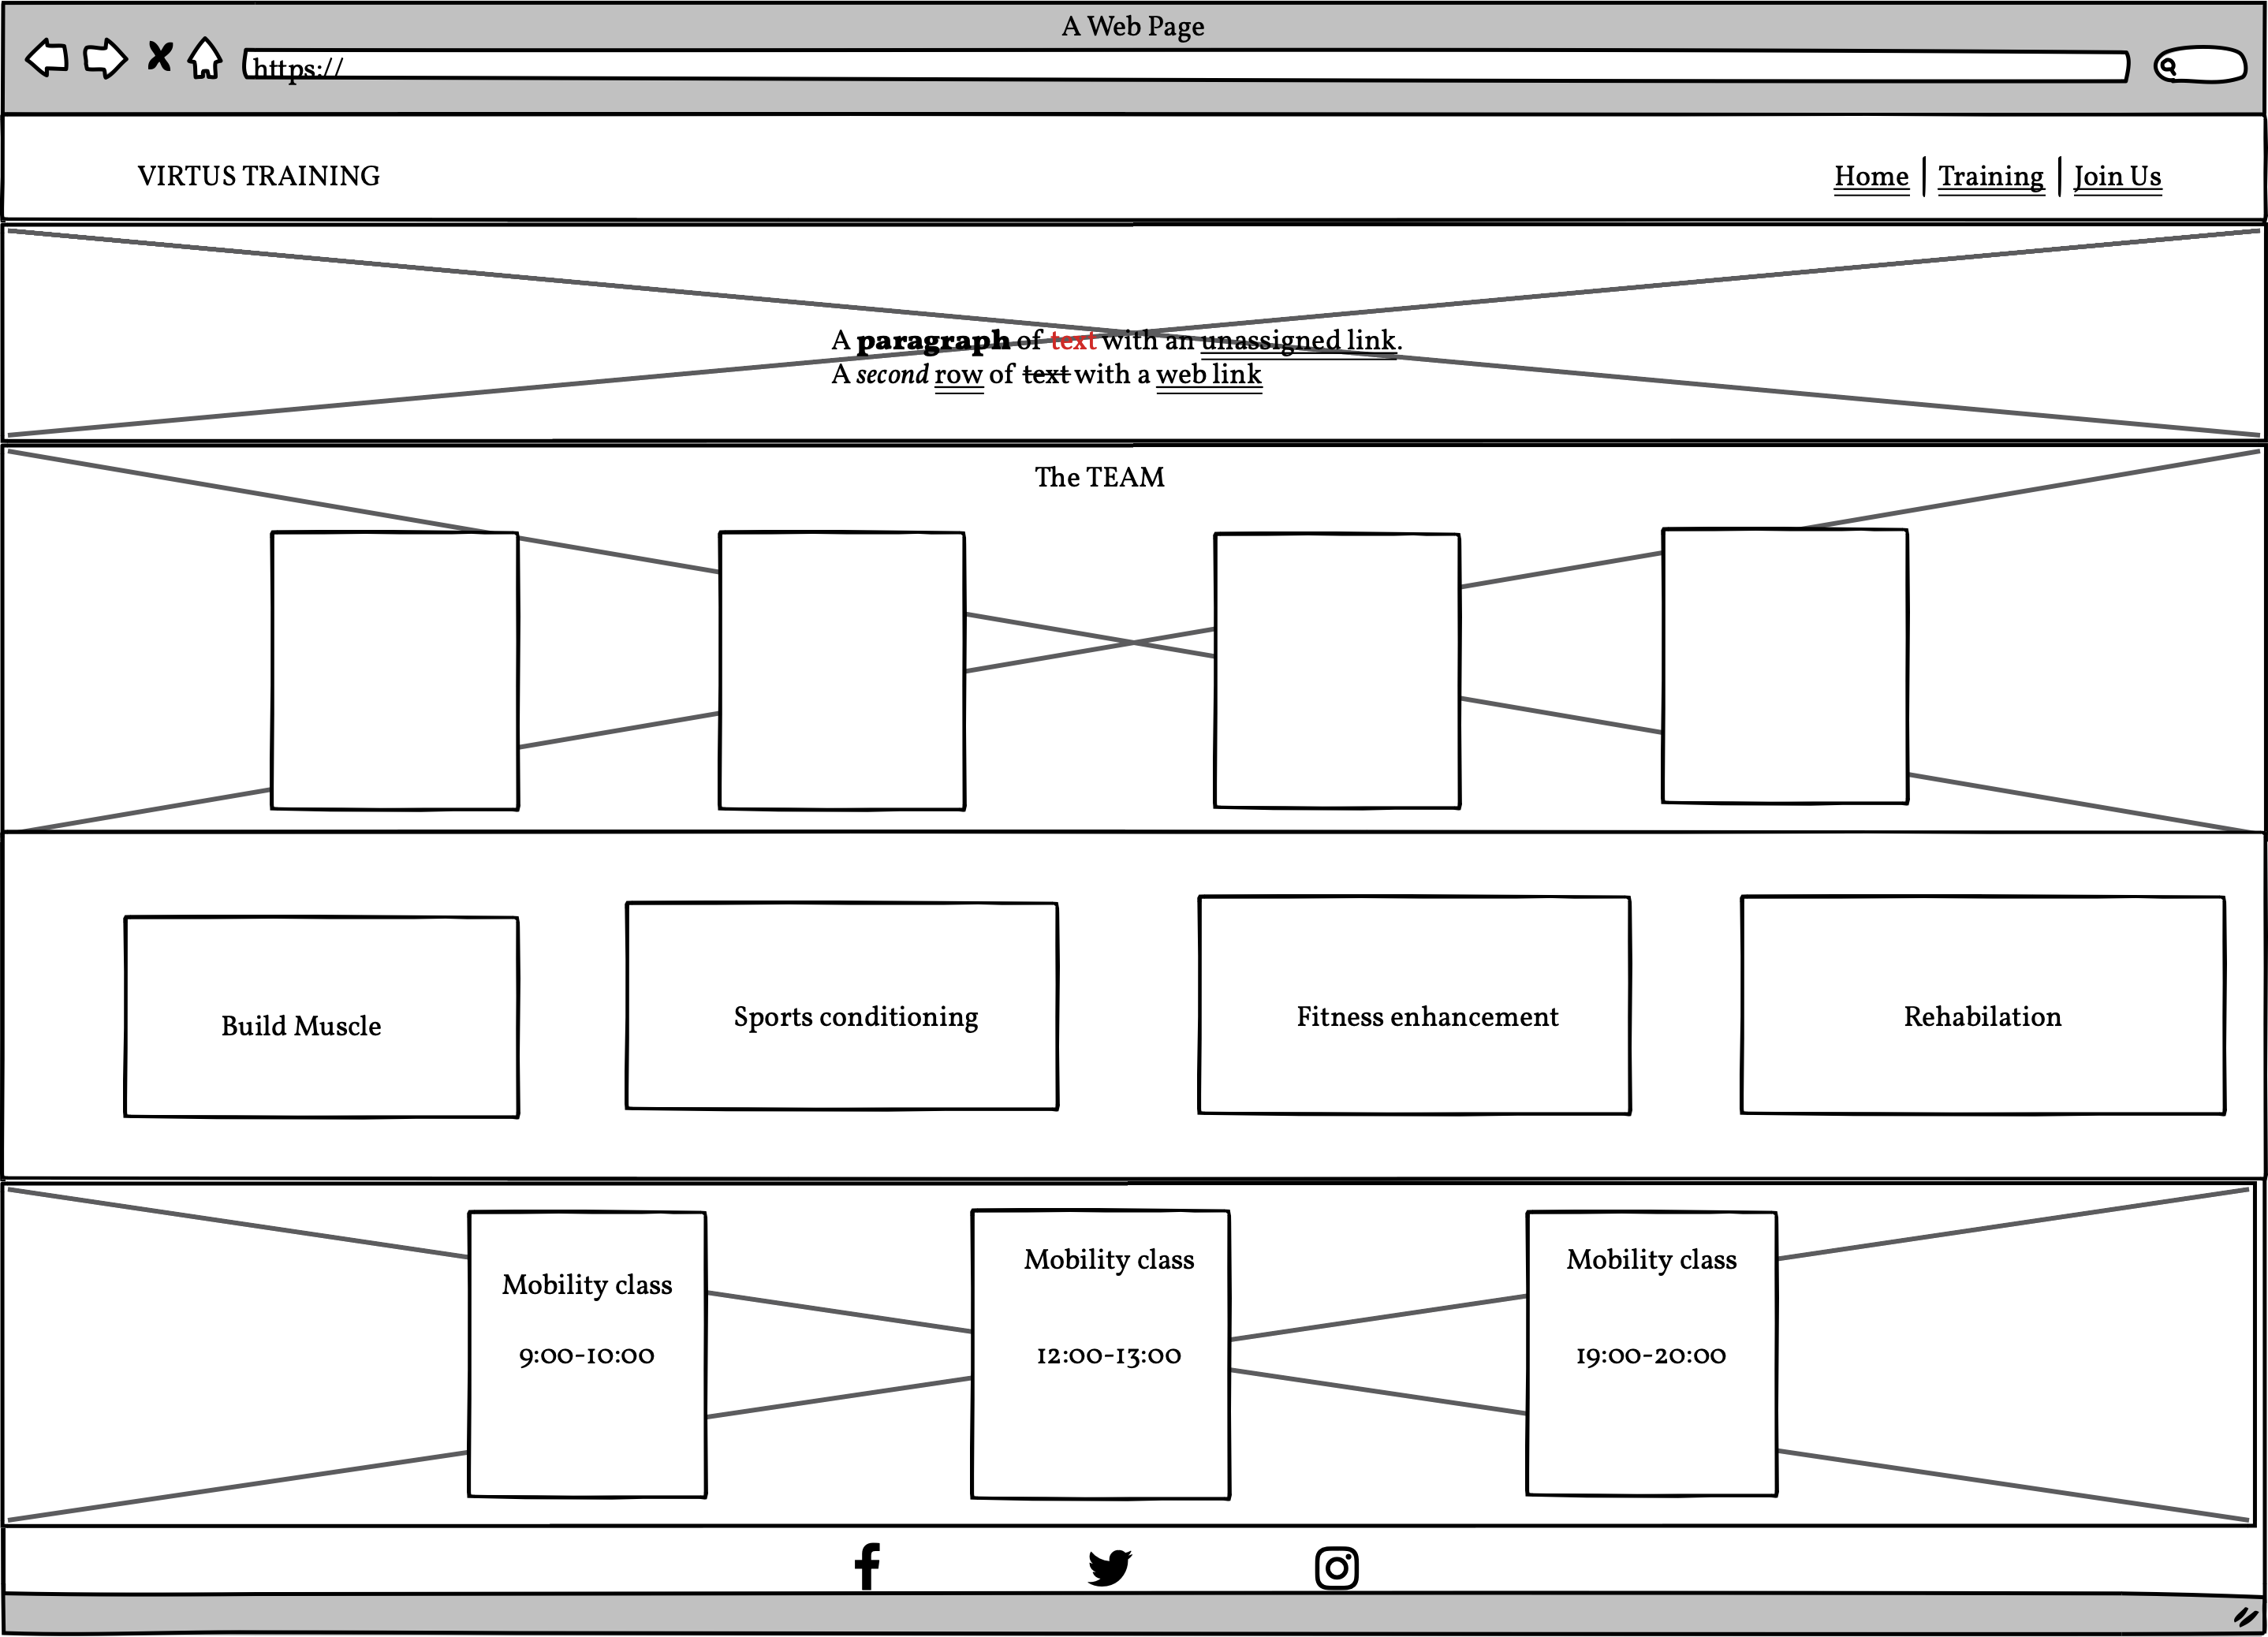 A Web Page
https://
VIRTUS TRAINING
Home | Training | Join Us
A paragraph of text with an unassigned link.
A second row of text with a web link
The TEAM
Build Muscle
Sports conditioning
Fitness enhancement
Rehabilation
Mobility class
9:00-10:00
Mobility class
12:00-13:00
Mobility class
19:00-20:00